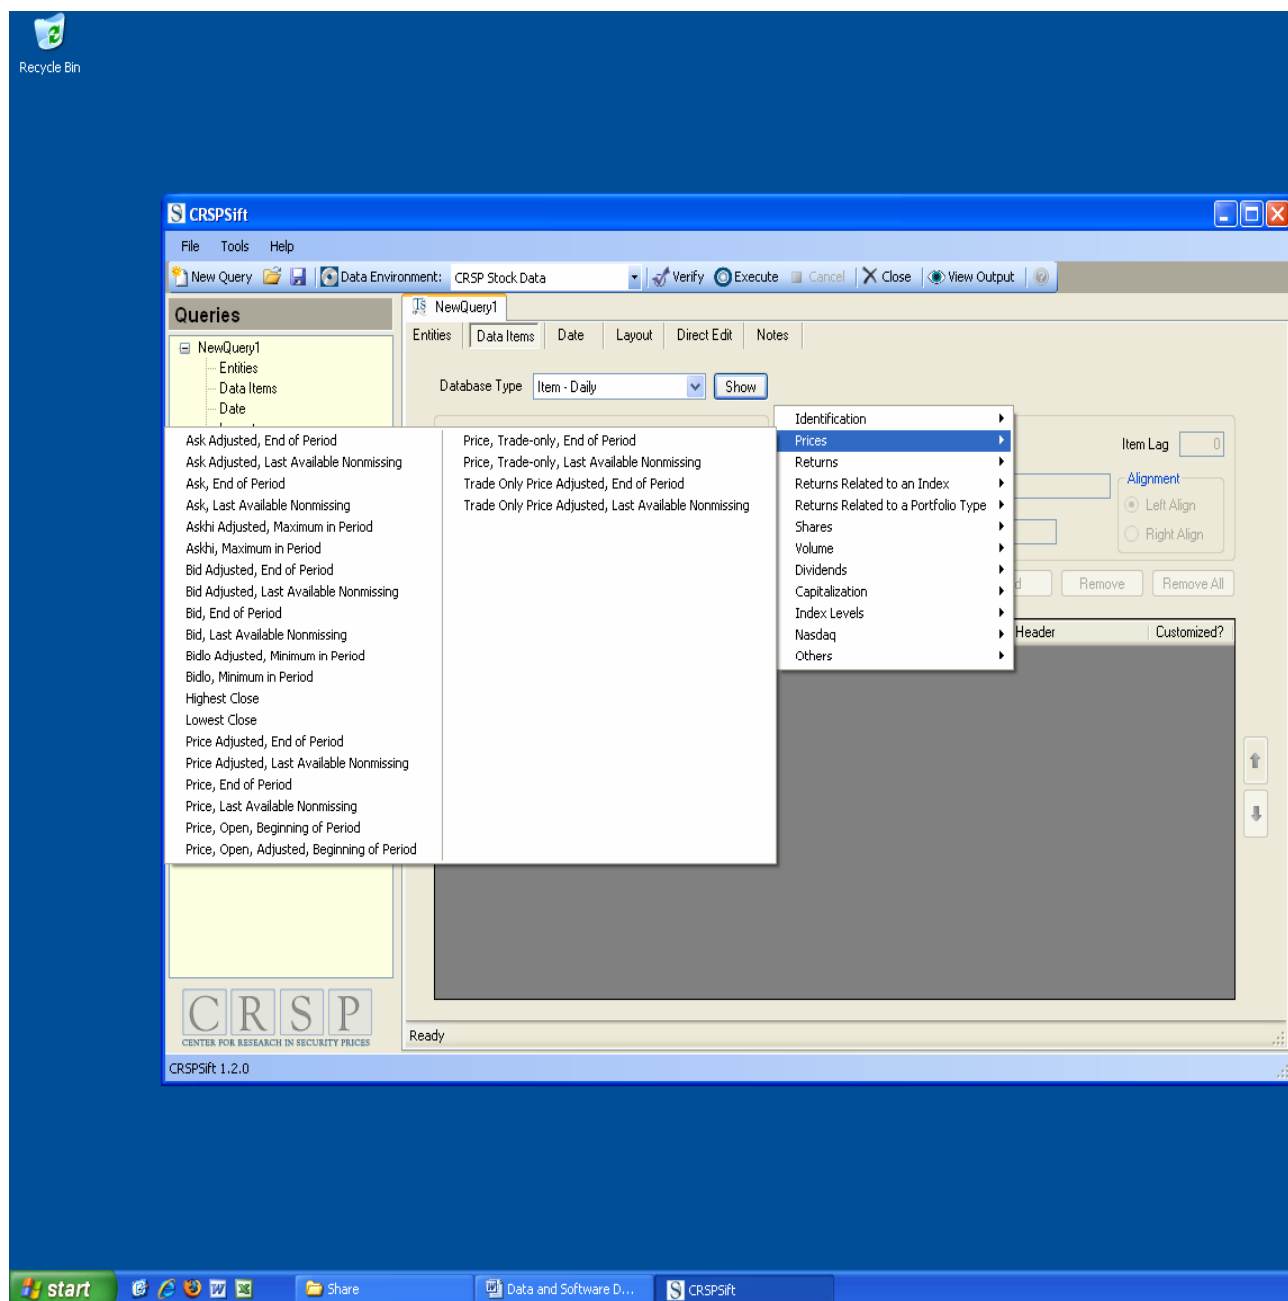 Recycle Bin
CRSPSift
File Tools Help
New Query Data Environment: CRSP Stock Data Verify Execute Cancel Close View Output
Queries
NewQuery1
Entities
Data Items
Date
NewQuery1
Entities Data Items Date Layout Direct Edit Notes
Database Type Item - Daily Show
Identification
Prices
Returns
Returns Related to an Index
Returns Related to a Portfolio Type
Shares
Volume
Dividends
Capitalization
Index Levels
Nasdaq
Others
Ask Adjusted, End of Period
Ask Adjusted, Last Available Nonmissing
Ask, End of Period
Ask, Last Available Nonmissing
Askhi Adjusted, Maximum in Period
Askhi, Maximum in Period
Bid Adjusted, End of Period
Bid Adjusted, Last Available Nonmissing
Bid, End of Period
Bid, Last Available Nonmissing
Bidlo Adjusted, Minimum in Period
Bidlo, Minimum in Period
Highest Close
Lowest Close
Price Adjusted, End of Period
Price Adjusted, Last Available Nonmissing
Price, End of Period
Price, Last Available Nonmissing
Price, Open, Beginning of Period
Price, Open, Adjusted, Beginning of Period
Price, Trade-only, End of Period
Price, Trade-only, Last Available Nonmissing
Trade Only Price Adjusted, End of Period
Trade Only Price Adjusted, Last Available Nonmissing
Item Lag 0
Alignment
Left Align
Right Align
Remove Remove All
Header Customized?
CRSP
CENTER FOR RESEARCH IN SECURITY PRICES
Ready
CRSPSift 1.2.0
start Share Data and Software D... CRSPSift